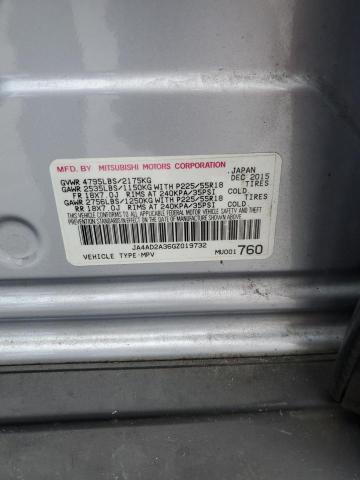 MFD. BY MITSUBISHI MOTORS CORPORATION JAPAN
GVWR 4795LBS/2175KG DEC 2015
GAWR 2535LBS/1150KG WITH P225/55R18 TIRES
FR 18X7.0J RIMS AT 240KPA/35PSI COLD
GAWR 2756LBS/1250KG WITH P225/55R18 TIRES
RR 18X7.0J RIMS AT 240KPA/35PSI COLD
THIS VEHICLE CONFORMS TO ALL APPLICABLE
FEDERAL MOTOR VEHICLE SAFETY AND
THEFT PREVENTION STANDARDS IN EFFECT ON
THE DATE OF MANUFACTURE SHOWN ABOVE.
JA4AD2A36GZ019732
VEHICLE TYPE:MPV MU001760